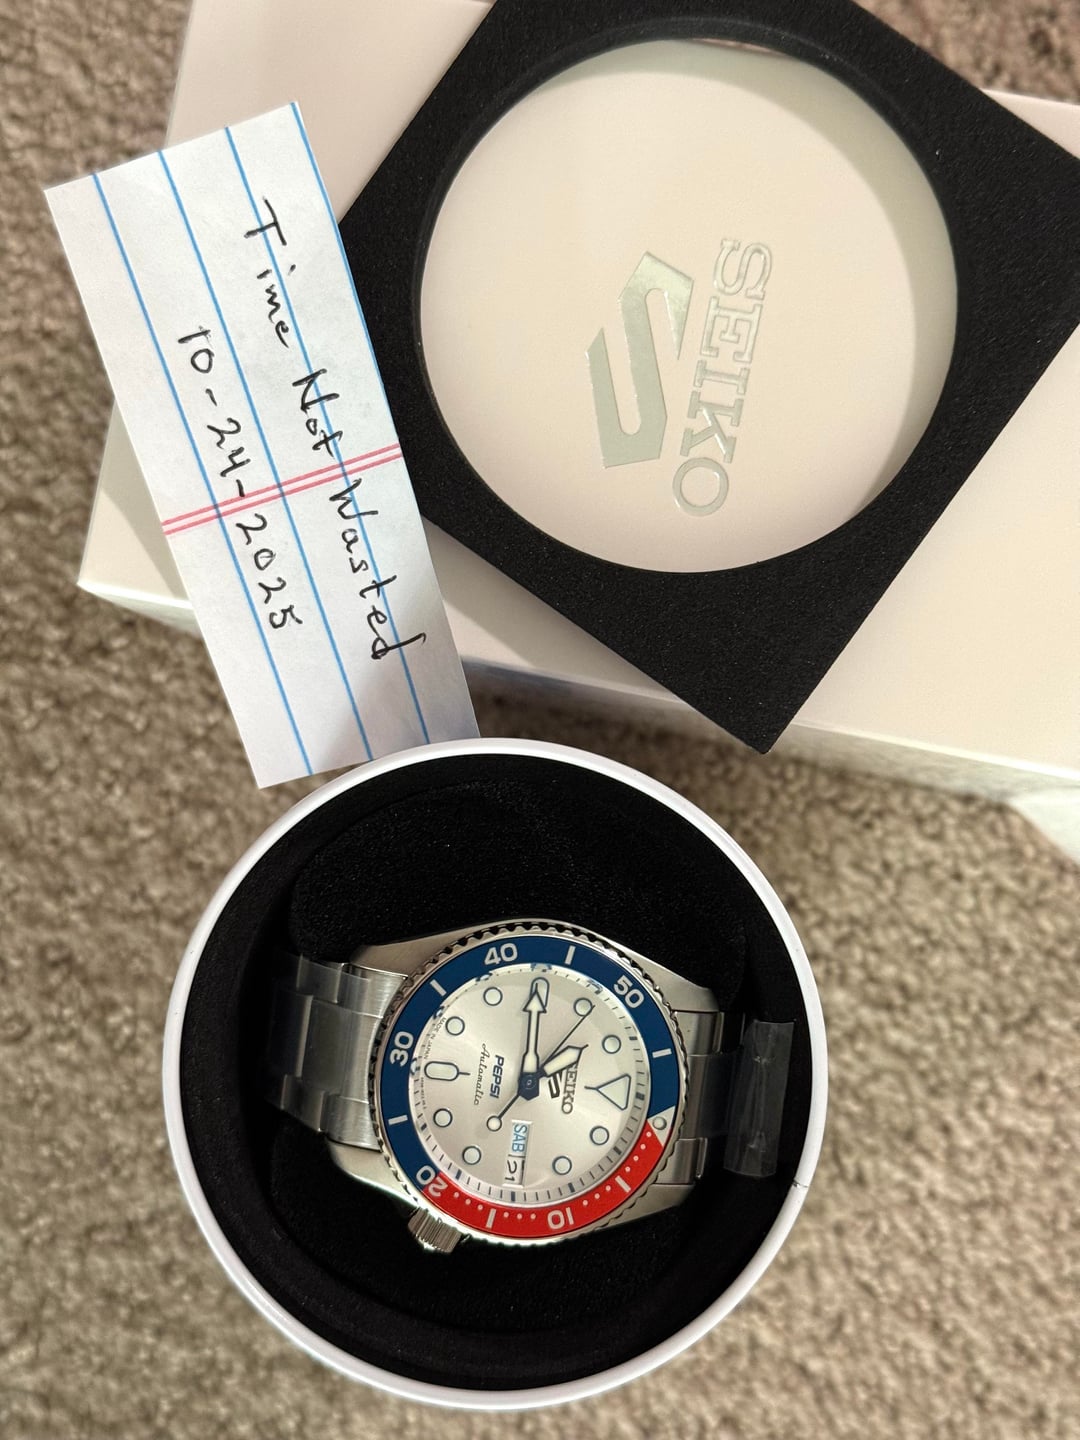 Time Not Wasted
10-24-2025
SEIKO
SEIKO
PEPSI
Automatic
SAB 21
10
20
30
40
50